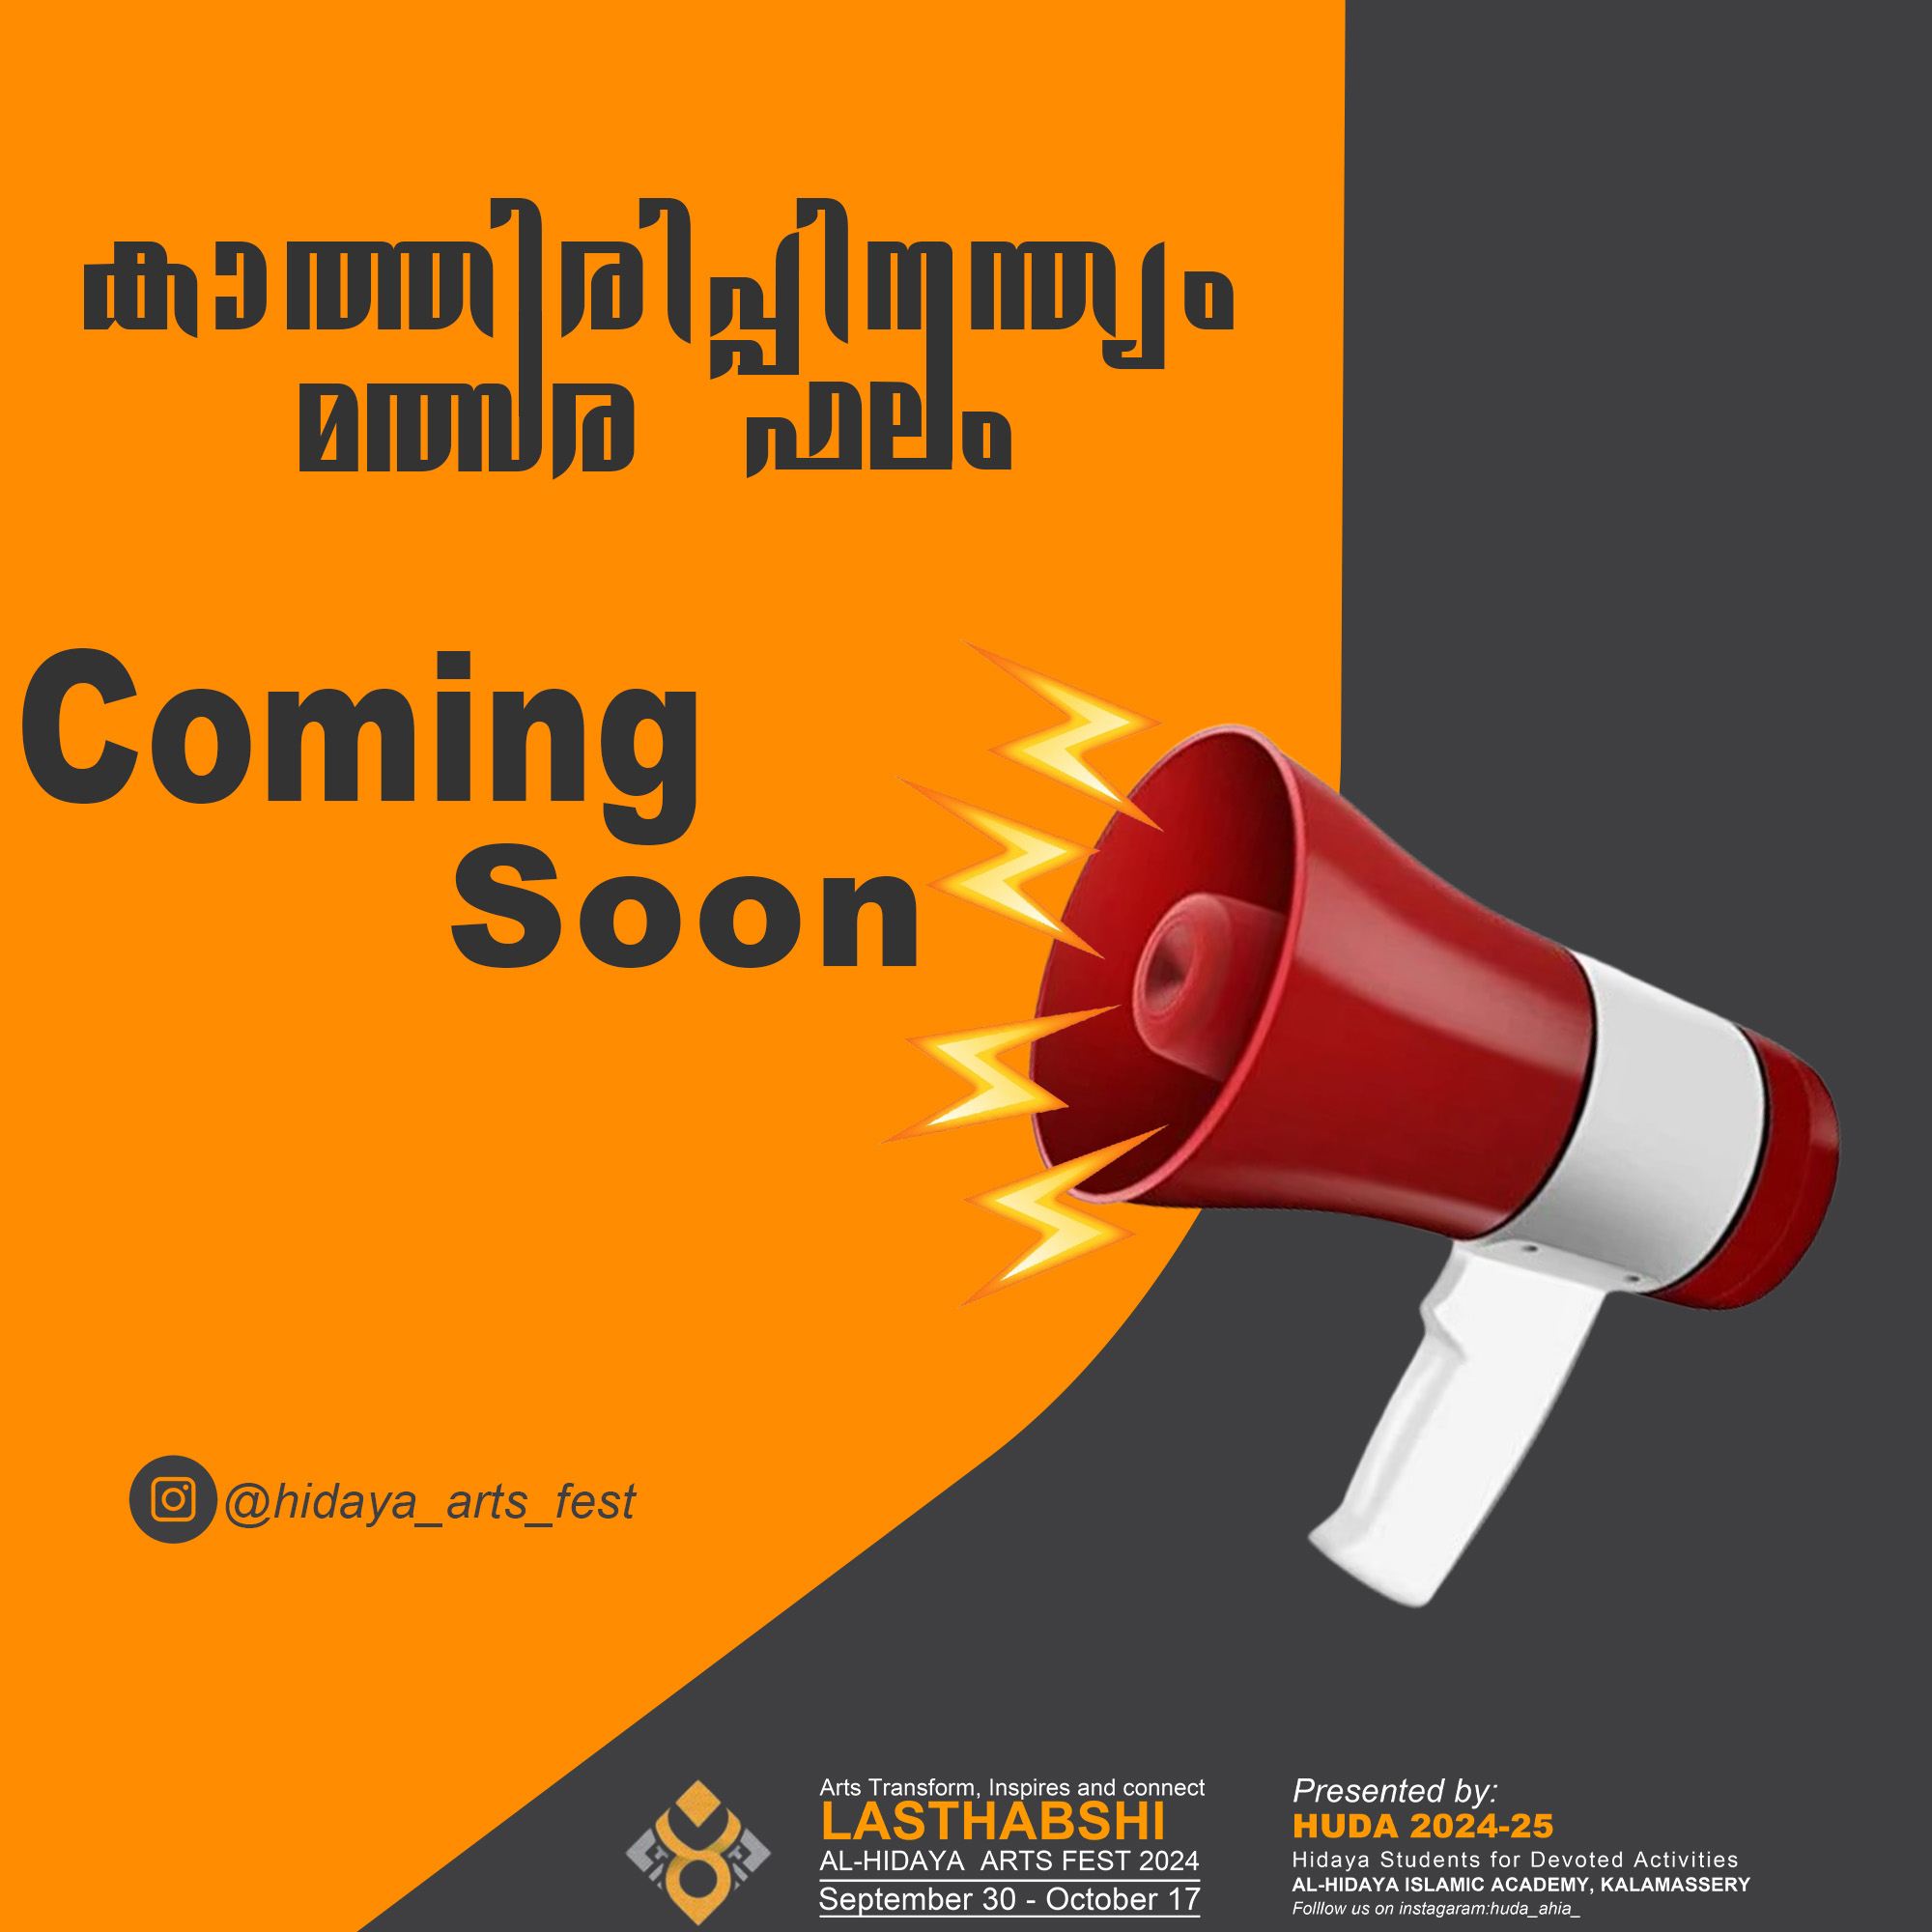 കാത്തിരിപ്പിനന്ത്യം
മത്സര ഫലം
Coming
Soon
@hidaya_arts_fest
Arts Transform, Inspires and connect
LASTHABSHI
AL-HIDAYA ARTS FEST 2024
September 30 - October 17
Presented by:
HUDA 2024-25
Hidaya Students for Devoted Activities
AL-HIDAYA ISLAMIC ACADEMY, KALAMASSERY
Folllow us on instagaram:huda_ahia_